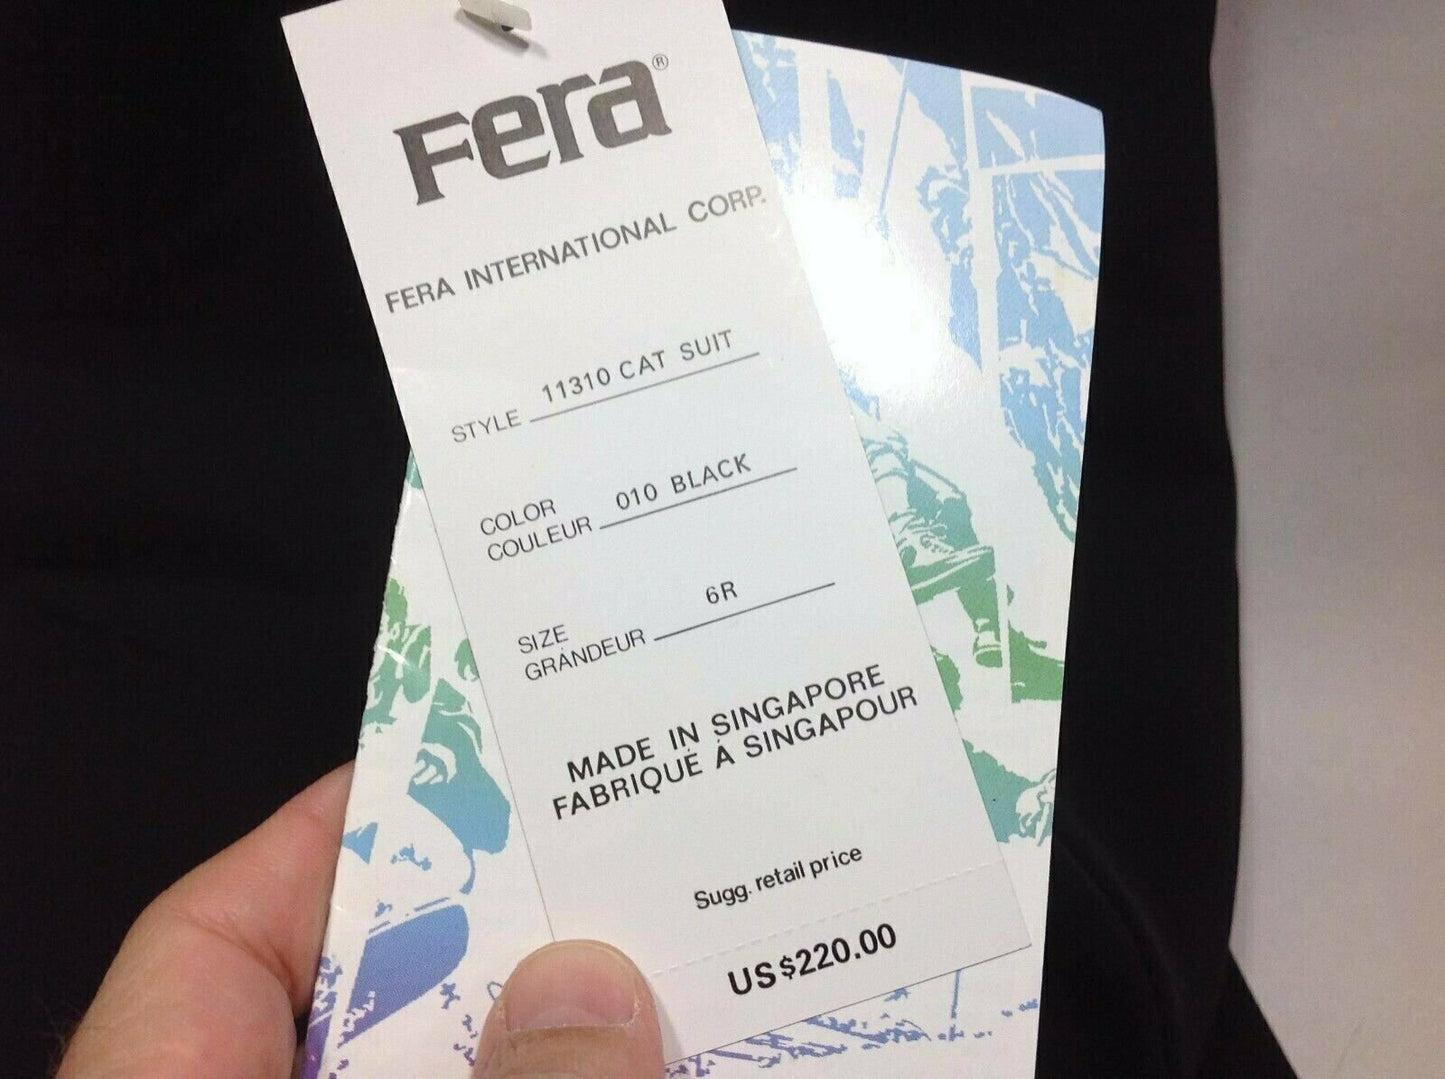 Fera®
FERA INTERNATIONAL CORP.
STYLE 11310 CAT SUIT
COLOR
COULEUR 010 BLACK
SIZE
GRANDEUR 6R
MADE IN SINGAPORE
FABRIQUÉ À SINGAPOUR
Sugg. retail price
US$220.00